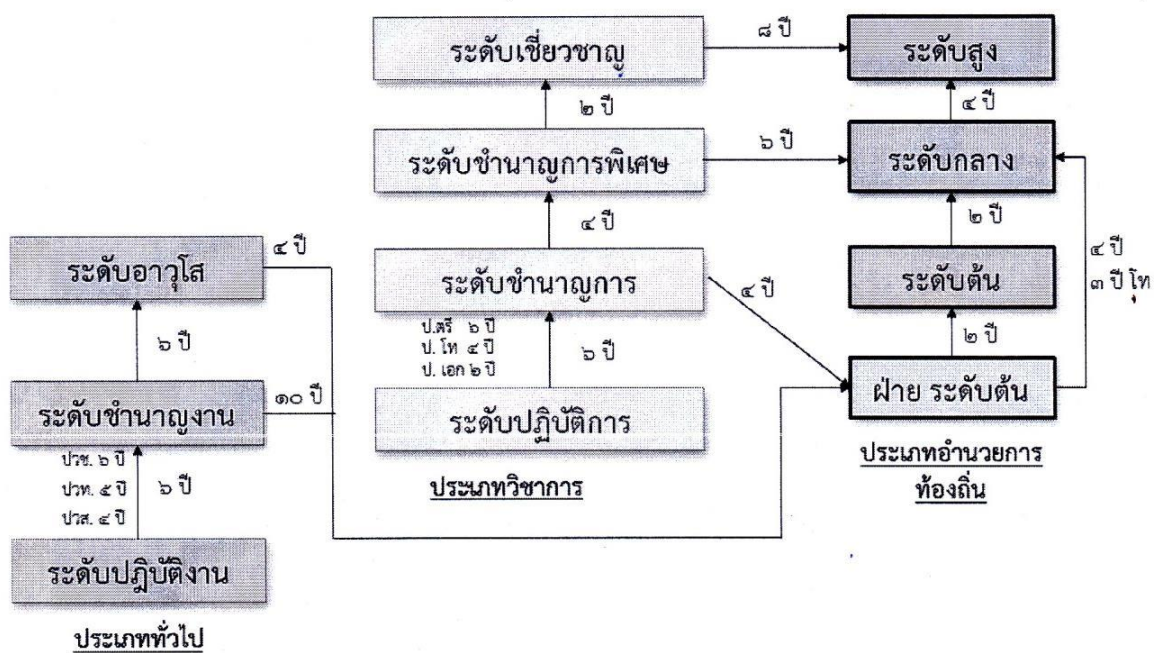 ระดับเชี่ยวชาญ
๘ ปี
ระดับสูง
๒ ปี
๔ ปี
ระดับชำนาญการพิเศษ
๖ ปี
ระดับกลาง
๔ ปี
๒ ปี
๔ ปี
๓ ปี โท
ระดับอาวุโส
๔ ปี
ระดับชำนาญการ
๔ ปี
ระดับต้น
๖ ปี
ป.ตรี ๖ ปี
ป. โท ๔ ปี
ป. เอก ๒ ปี
๖ ปี
๒ ปี
ระดับชำนาญงาน
๑๐ ปี
ระดับปฏิบัติการ
ฝ่าย ระดับต้น
ปวช. ๖ ปี
ปวท. ๕ ปี
ปวส. ๔ ปี
๖ ปี
ประเภทวิชาการ
ประเภทอำนวยการ
ท้องถิ่น
ระดับปฏิบัติงาน
ประเภททั่วไป